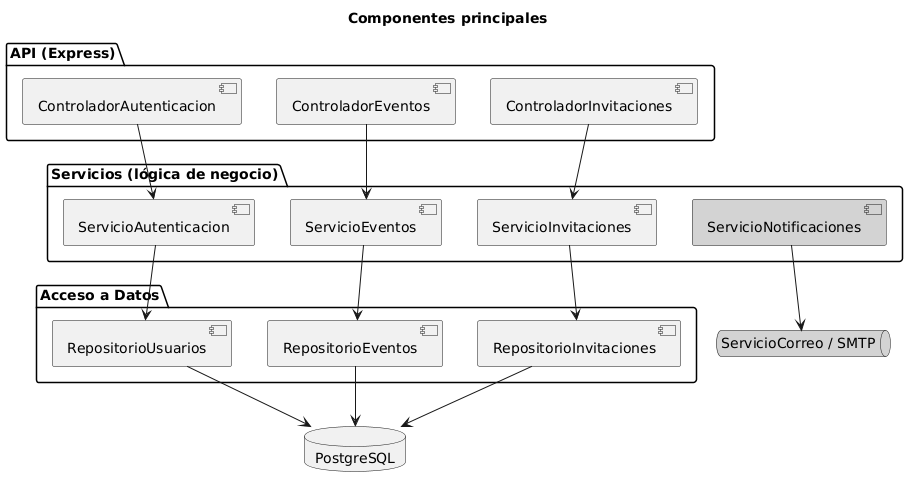 Componentes principales
API (Express)
ControladorAutenticacion
ControladorEventos
ControladorInvitaciones
Servicios (lógica de negocio)
ServicioAutenticacion
ServicioEventos
ServicioInvitaciones
ServicioNotificaciones
Acceso a Datos
RepositorioUsuarios
RepositorioEventos
RepositorioInvitaciones
ServicioCorreo / SMTP
PostgreSQL